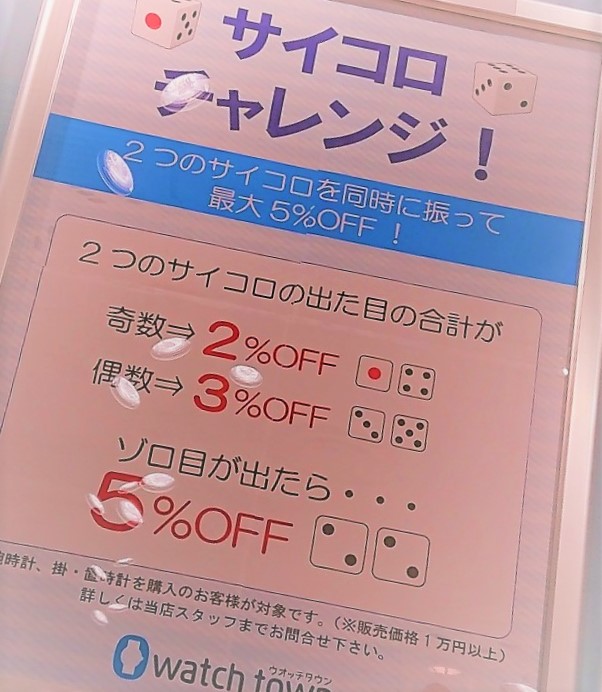 サイコロ
チャレンジ！
２つのサイコロを同時に振って
最大５％OFF！
２つのサイコロの出た目の合計が
奇数⇒2%OFF
偶数⇒3%OFF
ゾロ目が出たら・・・
5%OFF
時計、掛・置時計を購入のお客様が対象です。（※販売価格１万円以上）
詳しくは当店スタッフまでお問合せ下さい。
ウオッチタウン
watch town